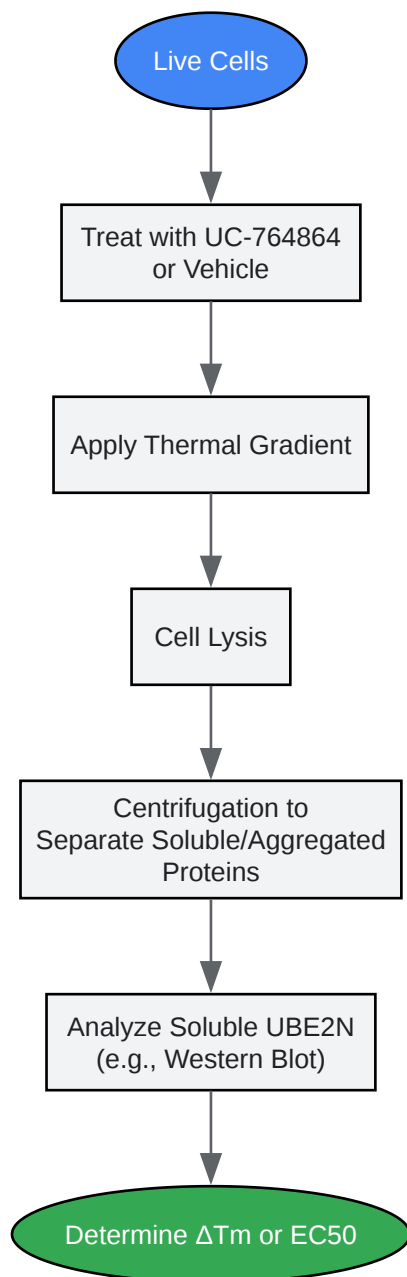 Live Cells
Treat with UC-764864
or Vehicle
Apply Thermal Gradient
Cell Lysis
Centrifugation to
Separate Soluble/Aggregated
Proteins
Analyze Soluble UBE2N
(e.g., Western Blot)
Determine ΔTm or EC50